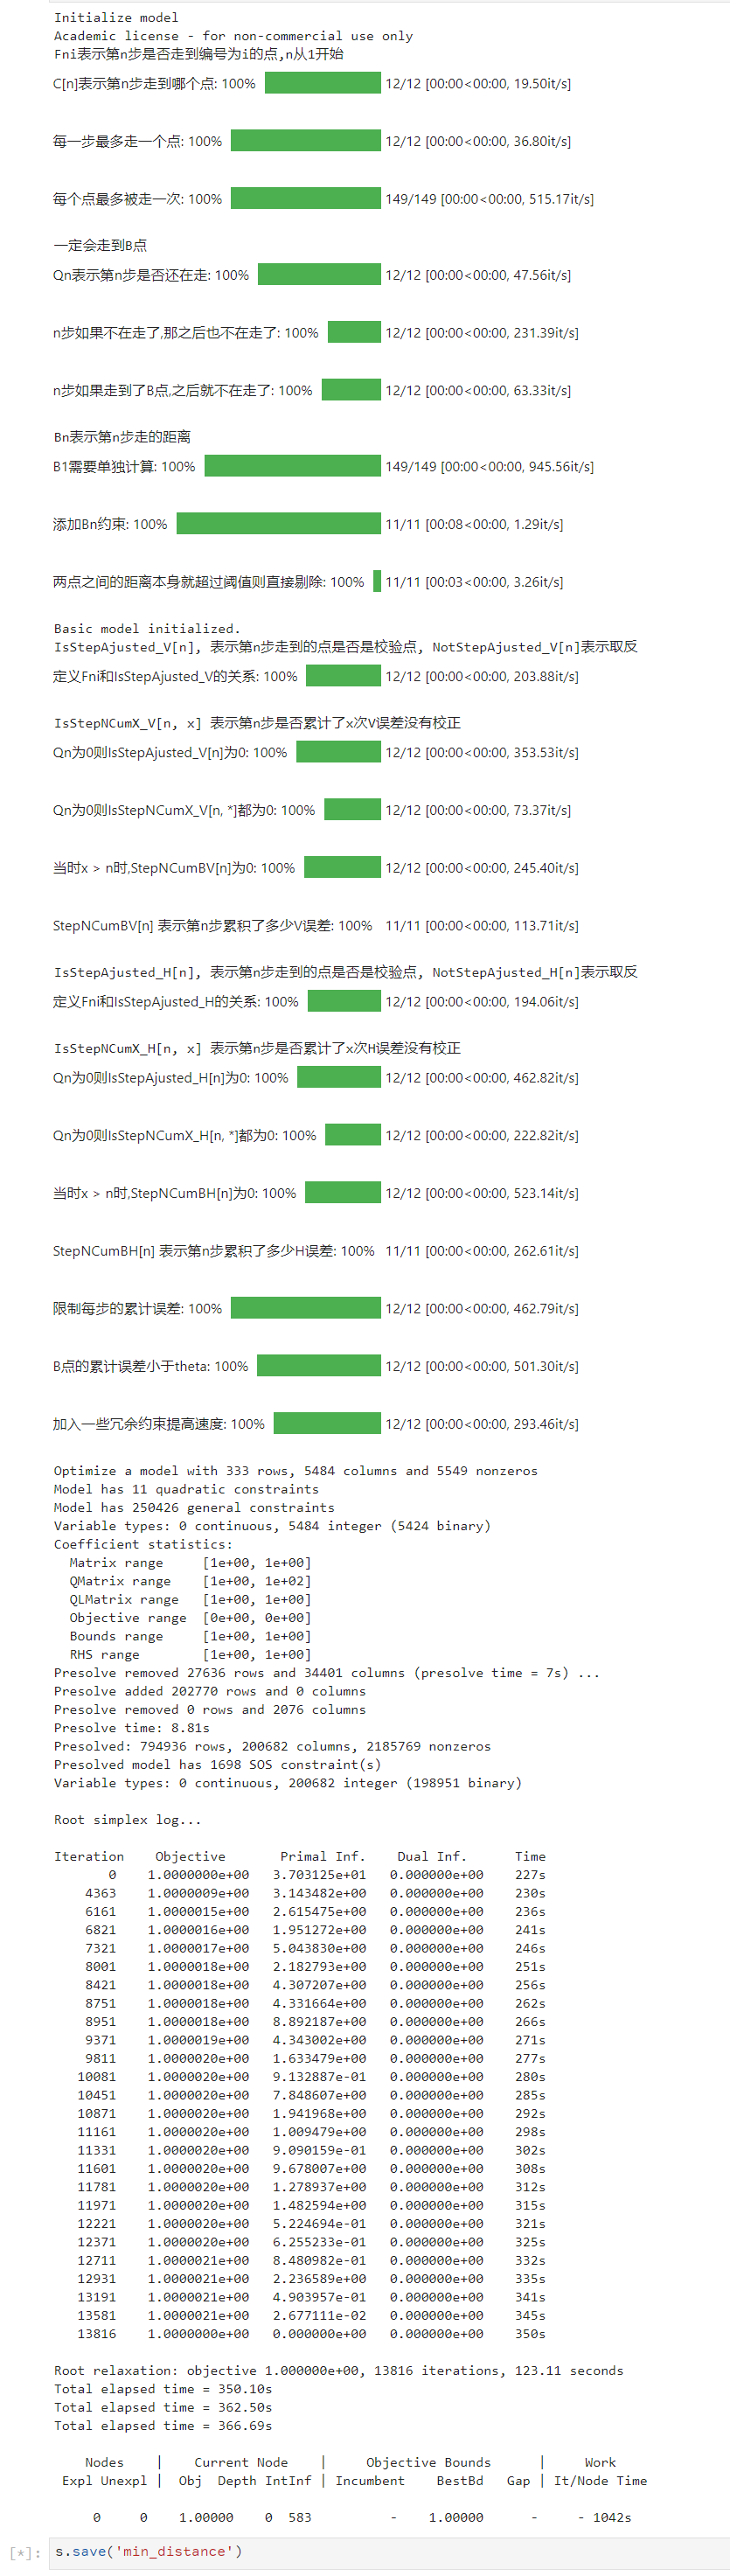 Initialize model
Academic license - for non-commercial use only
Fni表示第n步是否走到编号为i的点,n从1开始
C[n]表示第n步走到哪个点: 100% 12/12 [00:00<00:00, 19.50it/s]
每一步最多走一个点: 100% 12/12 [00:00<00:00, 36.80it/s]
每个点最多被走一次: 100% 149/149 [00:00<00:00, 515.17it/s]
一定会走到B点
Qn表示第n步是否还在走: 100% 12/12 [00:00<00:00, 47.56it/s]
n步如果不在走了,那之后也不在走了: 100% 12/12 [00:00<00:00, 231.39it/s]
n步如果走到了B点,之后就不在走了: 100% 12/12 [00:00<00:00, 63.33it/s]
Bn表示第n步走的距离
B1需要单独计算: 100% 149/149 [00:00<00:00, 945.56it/s]
添加Bn约束: 100% 11/11 [00:08<00:00, 1.29it/s]
两点之间的距离本身就超过阈值则直接剔除: 100% 11/11 [00:03<00:00, 3.26it/s]
Basic model initialized.
IsStepAjusted_V[n], 表示第n步走到的点是否是校验点, NotStepAjusted_V[n]表示取反
定义Fni和IsStepAjusted_V的关系: 100% 12/12 [00:00<00:00, 203.88it/s]
IsStepNCumX_V[n, x] 表示第n步是否累计了x次V误差没有校正
Qn为0则IsStepAjusted_V[n]为0: 100% 12/12 [00:00<00:00, 353.53it/s]
Qn为0则IsStepNCumX_V[n, *]都为0: 100% 12/12 [00:00<00:00, 73.37it/s]
当时x > n时,StepNCumBV[n]为0: 100% 12/12 [00:00<00:00, 245.40it/s]
StepNCumBV[n] 表示第n步累积了多少V误差: 100% 11/11 [00:00<00:00, 113.71it/s]
IsStepAjusted_H[n], 表示第n步走到的点是否是校验点, NotStepAjusted_H[n]表示取反
定义Fni和IsStepAjusted_H的关系: 100% 12/12 [00:00<00:00, 194.06it/s]
IsStepNCumX_H[n, x] 表示第n步是否累计了x次H误差没有校正
Qn为0则IsStepAjusted_H[n]为0: 100% 12/12 [00:00<00:00, 462.82it/s]
Qn为0则IsStepNCumX_H[n, *]都为0: 100% 12/12 [00:00<00:00, 222.82it/s]
当时x > n时,StepNCumBH[n]为0: 100% 12/12 [00:00<00:00, 523.14it/s]
StepNCumBH[n] 表示第n步累积了多少H误差: 100% 11/11 [00:00<00:00, 262.61it/s]
限制每步的累计误差: 100% 12/12 [00:00<00:00, 462.79it/s]
B点的累计误差小于theta: 100% 12/12 [00:00<00:00, 501.30it/s]
加入一些冗余约束提高速度: 100% 12/12 [00:00<00:00, 293.46it/s]
Optimize a model with 333 rows, 5484 columns and 5549 nonzeros
Model has 11 quadratic constraints
Model has 250426 general constraints
Variable types: 0 continuous, 5484 integer (5424 binary)
Coefficient statistics:
  Matrix range     [1e+00, 1e+00]
  QMatrix range    [1e+00, 1e+02]
  QLMatrix range   [1e+00, 1e+00]
  Objective range  [0e+00, 0e+00]
  Bounds range     [1e+00, 1e+00]
  RHS range        [1e+00, 1e+00]
Presolve removed 27636 rows and 34401 columns (presolve time = 7s) ...
Presolve added 202770 rows and 0 columns
Presolve removed 0 rows and 2076 columns
Presolve time: 8.81s
Presolved: 794936 rows, 200682 columns, 2185769 nonzeros
Presolved model has 1698 SOS constraint(s)
Variable types: 0 continuous, 200682 integer (198951 binary)
Root simplex log...
Iteration    Objective       Primal Inf.    Dual Inf.      Time
       0    1.0000000e+00   3.703125e+01   0.000000e+00    227s
    4363    1.0000009e+00   3.143482e+00   0.000000e+00    230s
    6161    1.0000015e+00   2.615475e+00   0.000000e+00    236s
    6821    1.0000016e+00   1.951272e+00   0.000000e+00    241s
    7321    1.0000017e+00   5.043830e+00   0.000000e+00    246s
    8001    1.0000018e+00   2.182793e+00   0.000000e+00    251s
    8421    1.0000018e+00   4.307207e+00   0.000000e+00    256s
    8751    1.0000018e+00   4.331664e+00   0.000000e+00    262s
    8951    1.0000018e+00   8.892187e+00   0.000000e+00    266s
    9371    1.0000019e+00   4.343002e+00   0.000000e+00    271s
    9811    1.0000020e+00   1.633479e+00   0.000000e+00    277s
   10081    1.0000020e+00   9.132887e-01   0.000000e+00    280s
   10451    1.0000020e+00   7.848607e+00   0.000000e+00    285s
   10871    1.0000020e+00   1.941968e+00   0.000000e+00    292s
   11161    1.0000020e+00   1.009479e+00   0.000000e+00    298s
   11331    1.0000020e+00   9.090159e-01   0.000000e+00    302s
   11601    1.0000020e+00   9.678007e+00   0.000000e+00    308s
   11781    1.0000020e+00   1.278937e+00   0.000000e+00    312s
   11971    1.0000020e+00   1.482594e+00   0.000000e+00    315s
   12221    1.0000020e+00   5.224694e-01   0.000000e+00    321s
   12371    1.0000020e+00   6.255233e-01   0.000000e+00    325s
   12711    1.0000021e+00   8.480982e-01   0.000000e+00    332s
   12931    1.0000021e+00   2.236589e+00   0.000000e+00    335s
   13191    1.0000021e+00   4.903957e-01   0.000000e+00    341s
   13581    1.0000021e+00   2.677111e-02   0.000000e+00    345s
   13816    1.0000000e+00   0.000000e+00   0.000000e+00    350s
Root relaxation: objective 1.000000e+00, 13816 iterations, 123.11 seconds
Total elapsed time = 350.10s
Total elapsed time = 362.50s
Total elapsed time = 366.69s
    Nodes    |    Current Node    |     Objective Bounds      |     Work
 Expl Unexpl |  Obj  Depth IntInf | Incumbent    BestBd   Gap | It/Node Time
     0     0    1.00000    0  583          -    1.00000      -     - 1042s
[*]: s.save('min_distance')